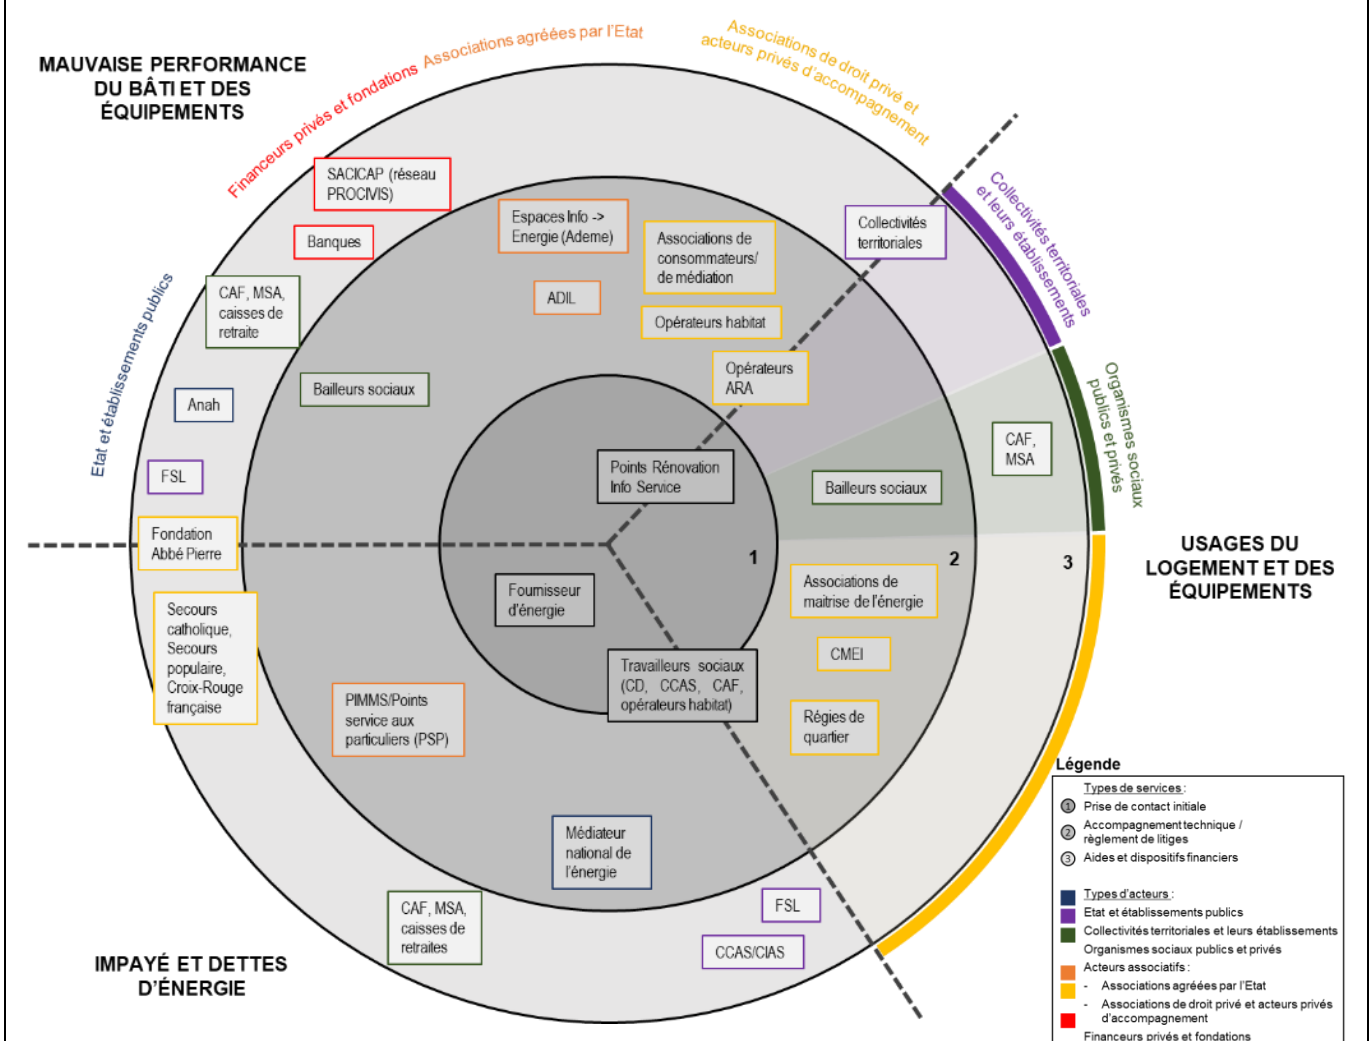 MAUVAISE PERFORMANCE
DU BÂTI ET DES
ÉQUIPEMENTS
Etat et établissements publics
Financeurs privés et fondations
Associations agréées par l'Etat
Associations de droit privé et
acteurs privés d'accompagnement
Collectivités territoriales
et leurs établissements
Organismes sociaux
publics et privés
SACICAP (réseau
PROCIVIS)
Banques
CAF, MSA,
caisses de
retraite
Anah
FSL
Fondation
Abbé Pierre
Bailleurs sociaux
Espaces Info ->
Energie (Ademe)
ADIL
Associations de
consommateurs/
de médiation
Opérateurs habitat
Opérateurs
ARA
Collectivités
territoriales
Points Rénovation
Info Service
CAF,
MSA
Bailleurs sociaux
1
2
3
USAGES DU
LOGEMENT ET DES
ÉQUIPEMENTS
Associations de
maitrise de l'énergie
CMEI
Régies de
quartier
Fournisseur
d'énergie
Travailleurs sociaux
(CD, CCAS, CAF,
opérateurs habitat)
Secours
catholique,
Secours
populaire,
Croix-Rouge
française
PIMMS/Points
service aux
particuliers (PSP)
Médiateur
national de
l'énergie
CAF, MSA,
caisses de
retraites
FSL
CCAS/CIAS
IMPAYÉ ET DETTES
D'ÉNERGIE
Légende
Types de services :
1 Prise de contact initiale
2 Accompagnement technique /
règlement de litiges
3 Aides et dispositifs financiers
Types d'acteurs :
Etat et établissements publics
Collectivités territoriales et leurs établissements
Organismes sociaux publics et privés
Acteurs associatifs :
- Associations agréées par l'Etat
- Associations de droit privé et acteurs privés
d'accompagnement
Financeurs privés et fondations